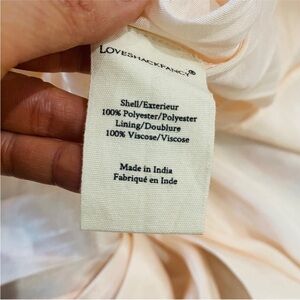 LOVESHACKFANCY®
Shell/Exterieur
100% Polyester/Polyester
Lining/Doublure
100% Viscose/Viscose
Made in India
Fabriqué en Inde